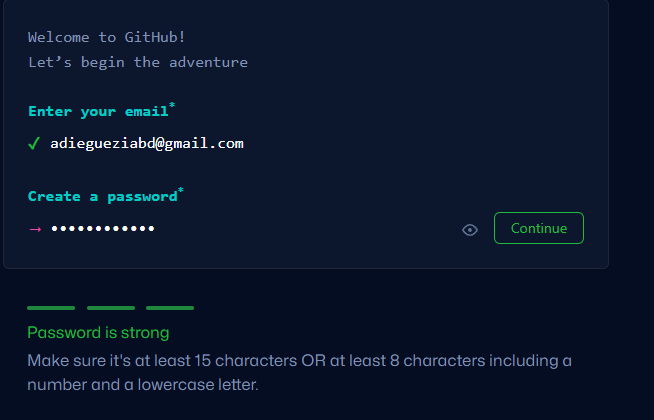 Welcome to GitHub!
Let’s begin the adventure
Enter your email*
✓ adiegueziabd@gmail.com
Create a password*
→ ••••••••••••
Continue
Password is strong
Make sure it's at least 15 characters OR at least 8 characters including a
number and a lowercase letter.